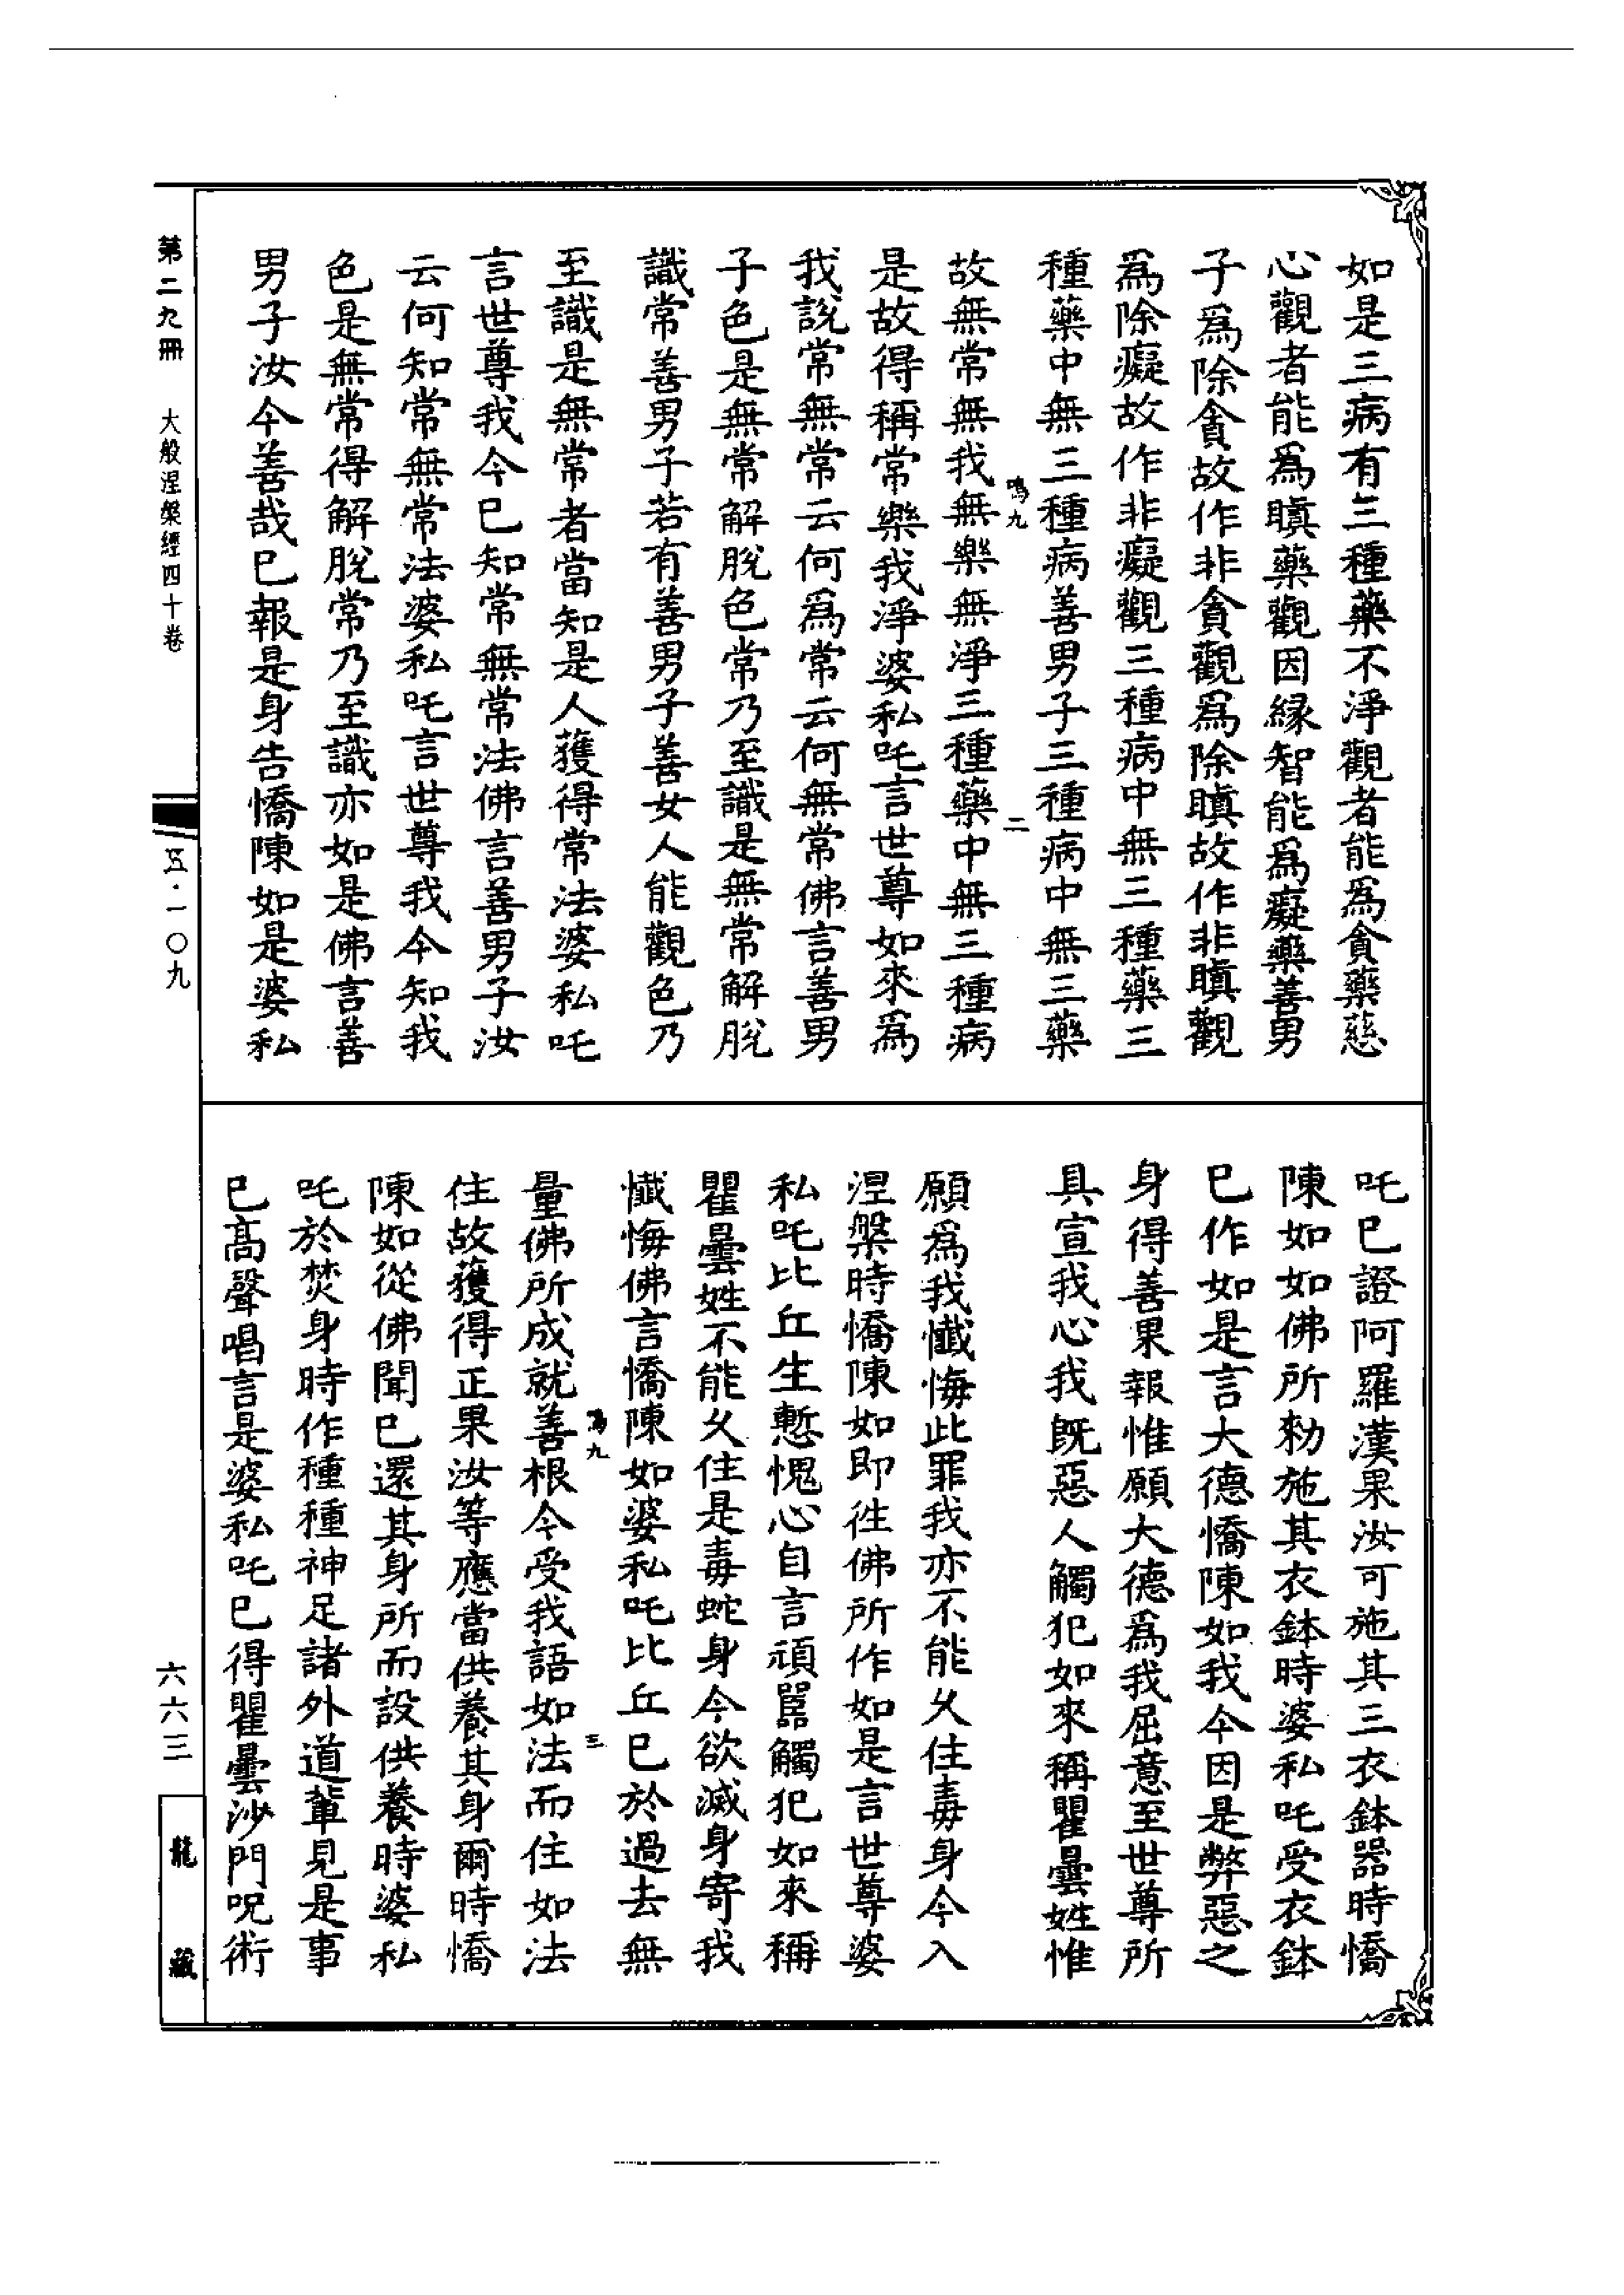 如是三病有三種藥不淨觀者能爲貪藥慈
心觀者能爲瞋藥觀因緣智能爲癡藥善男
子爲除貪故作非貪觀爲除瞋故作非瞋觀
爲除癡故作非癡觀三種病中無三種藥三
種藥中無三種病善男子三種病中無三藥
鳴九
二
故無常無我無樂無淨三種藥中無三種病
是故得稱常樂我淨婆私吒言世尊如來爲
我說常無常云何爲常云何無常佛言善男
子色是無常解脫色常乃至識是無常解脫
識常善男子若有善男子善女人能觀色乃
至識是無常者當知是人獲得常法婆私吒
言世尊我今已知常無常法佛言善男子汝
云何知常無常法婆私吒言世尊我今知我
色是無常得解脫常乃至識亦如是佛言善
男子汝今善哉已報是身告憍陳如是婆私
吒已證阿羅漢果汝可施其三衣鉢器時憍
陳如如佛所勑施其衣鉢時婆私吒受衣鉢
已作如是言大德憍陳如我今因是弊惡之
身得善果報惟願大德爲我屈意至世尊所
具宣我心我旣惡人觸犯如來稱瞿曇姓惟
願爲我懺悔此罪我亦不能久住毒身今入
涅槃時憍陳如即徃佛所作如是言世尊婆
私吒比丘生慙愧心自言頑嚚觸犯如來稱
瞿曇姓不能久住是毒蛇身今欲滅身寄我
懺悔佛言憍陳如婆私吒比丘已於過去無
鳴九
三
量佛所成就善根今受我語如法而住如法
住故獲得正果汝等應當供養其身爾時憍
陳如從佛聞已還其身所而設供養時婆私
吒於焚身時作種種神足諸外道輩見是事
已高聲唱言是婆私吒已得瞿曇沙門呪術
第二九冊
大般涅槃經四十卷
五·一〇九
六六三
龍藏